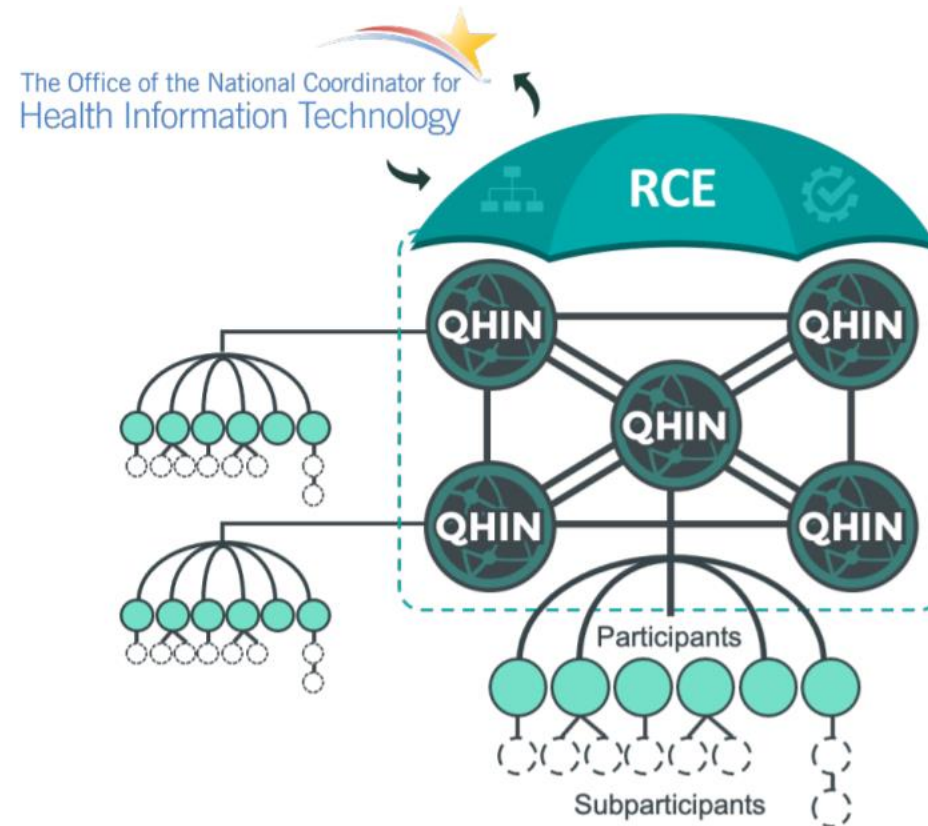 The Office of the National Coordinator for
Health Information Technology
RCE
QHIN
QHIN
QHIN
QHIN
QHIN
Participants
Subparticipants